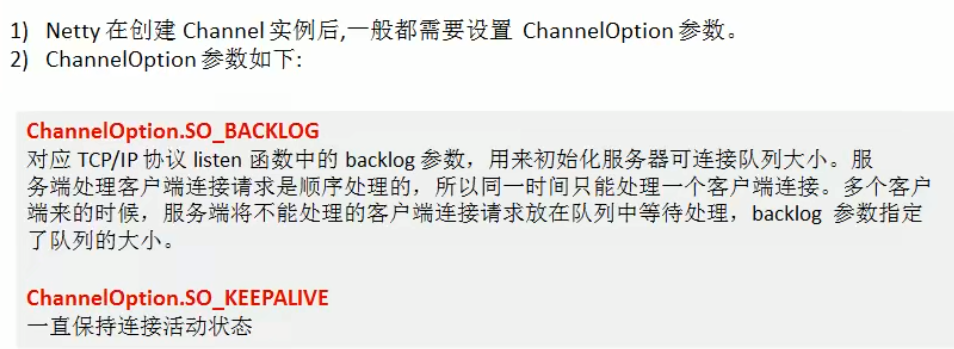 1) Netty 在创建 Channel 实例后,一般都需要设置 ChannelOption 参数。
2) ChannelOption 参数如下:
ChannelOption.SO_BACKLOG
对应 TCP/IP 协议 listen 函数中的 backlog 参数，用来初始化服务器可连接队列大小。服
务端处理客户端连接请求是顺序处理的，所以同一时间只能处理一个客户端连接。多个客户
端来的时候，服务端将不能处理的客户端连接请求放在队列中等待处理，backlog 参数指定
了队列的大小。
ChannelOption.SO_KEEPALIVE
一直保持连接活动状态